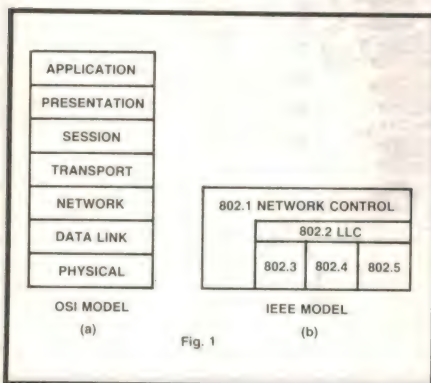 APPLICATION
PRESENTATION
SESSION
TRANSPORT
NETWORK
DATA LINK
PHYSICAL
OSI MODEL
(a)
802.1 NETWORK CONTROL
802.2 LLC
802.3 802.4 802.5
IEEE MODEL
(b)
Fig. 1